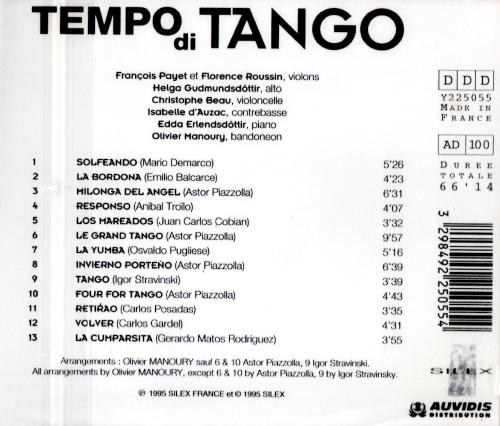 TEMPO di TANGO
François Payet et Florence Roussin, violons
Helga Gudmundsdóttir, alto
Christophe Beau, violoncelle
Isabelle d'Auzac, contrebasse
Edda Erlendsdóttir, piano
Olivier Manoury, bandoneon
D D D
Y225055
MADE IN
FRANCE
AD 100
DUREE
TOTALE
66'14
1 SOLFEANDO (Mario Demarco) 5'26
2 LA BORDONA (Emilio Balcarce) 4'23
3 MILONGA DEL ANGEL (Astor Piazzolla) 6'31
4 RESPONSO (Anibal Troilo) 4'07
5 LOS MAREADOS (Juan Carlos Cobian) 3'32
6 LE GRAND TANGO (Astor Piazzolla) 9'57
7 LA YUMBA (Osvaldo Pugliese) 5'16
8 INVIERNO PORTEÑO (Astor Piazzolla) 6'39
9 TANGO (Igor Stravinski) 3'39
10 FOUR FOR TANGO (Astor Piazzolla) 4'43
11 RETIRAO (Carlos Posadas) 3'35
12 VOLVER (Carlos Gardel) 4'31
13 LA CUMPARSITA (Gerardo Matos Rodriguez) 3'55
3 298492 250554
Arrangements : Olivier MANOURY sauf 6 & 10 Astor Piazzolla, 9 Igor Stravinski.
All arrangements by Olivier MANOURY, except 6 & 10 by Astor Piazzolla, 9 by Igor Stravinsky.
SILEX
℗ 1995 SILEX FRANCE et © 1995 SILEX
AUVIDIS
DISTRIBUTION